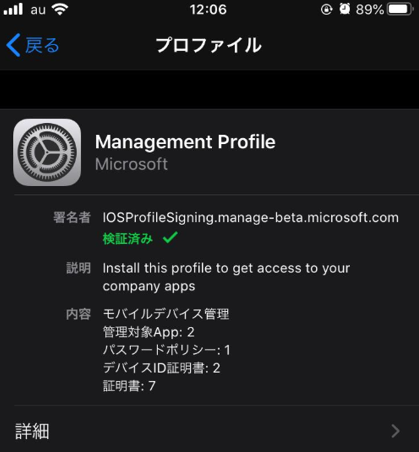 au 12:06 89%
戻る プロファイル
Management Profile
Microsoft
署名者 IOSProfileSigning.manage-beta.microsoft.com
検証済み
説明 Install this profile to get access to your
company apps
内容 モバイルデバイス管理
管理対象App: 2
パスワードポリシー: 1
デバイスID証明書: 2
証明書: 7
詳細